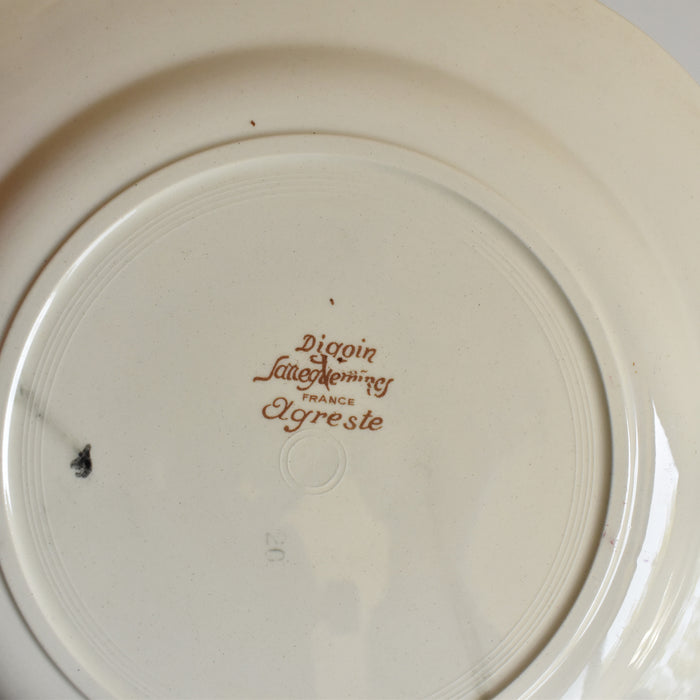 Digoin
Sarreguemines
FRANCE
Agreste
20